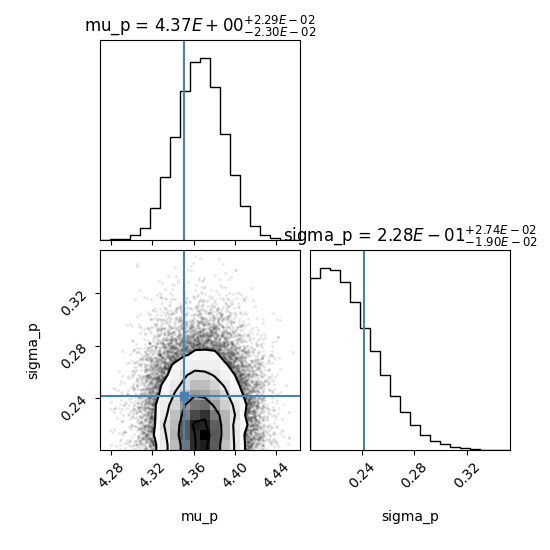 mu_p = 4.37E + 00 +2.29E − 02 −2.30E − 02
sigma_p = 2.28E − 01 +2.74E − 02 −1.90E − 02
sigma_p
0.32
0.28
0.24
4.28 4.32 4.36 4.40 4.44
0.24 0.28 0.32
mu_p
sigma_p